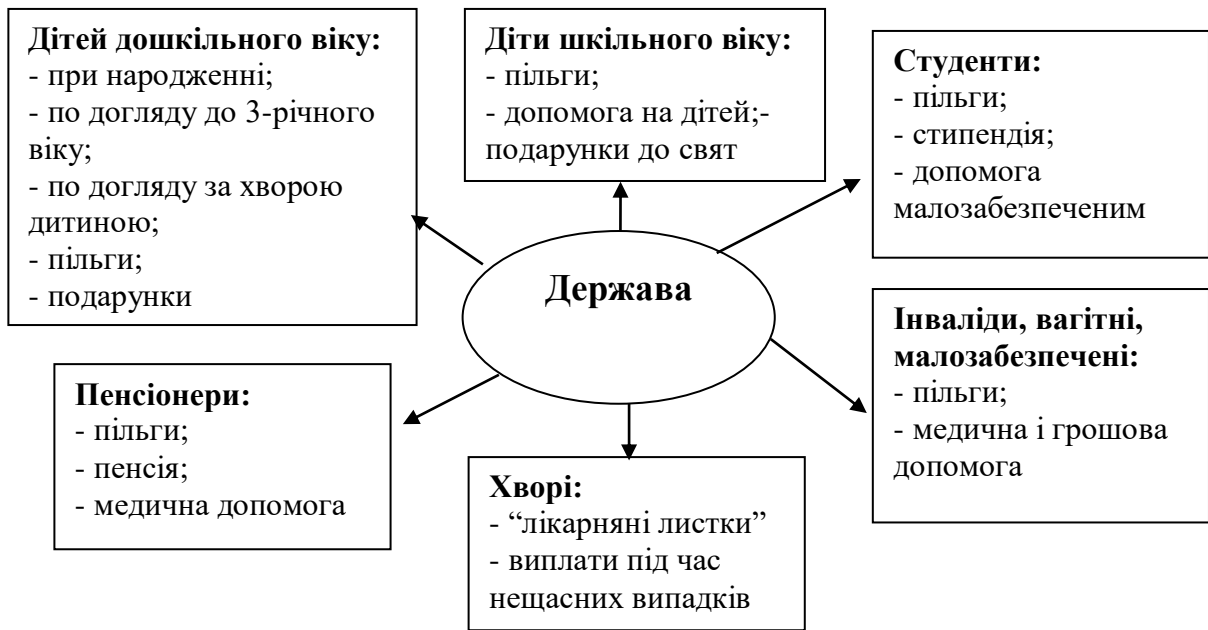 Дітей дошкільного віку:
- при народженні;
- по догляду до 3-річного
віку;
- по догляду за хворою
дитиною;
- пільги;
- подарунки
Діти шкільного віку:
- пільги;
- допомога на дітей;-
подарунки до свят
Студенти:
- пільги;
- стипендія;
- допомога
малозабезпеченим
Держава
Інваліди, вагітні,
малозабезпечені:
- пільги;
- медична і грошова
допомога
Пенсіонери:
- пільги;
- пенсія;
- медична допомога
Хворі:
- “лікарняні листки”
- виплати під час
нещасних випадків